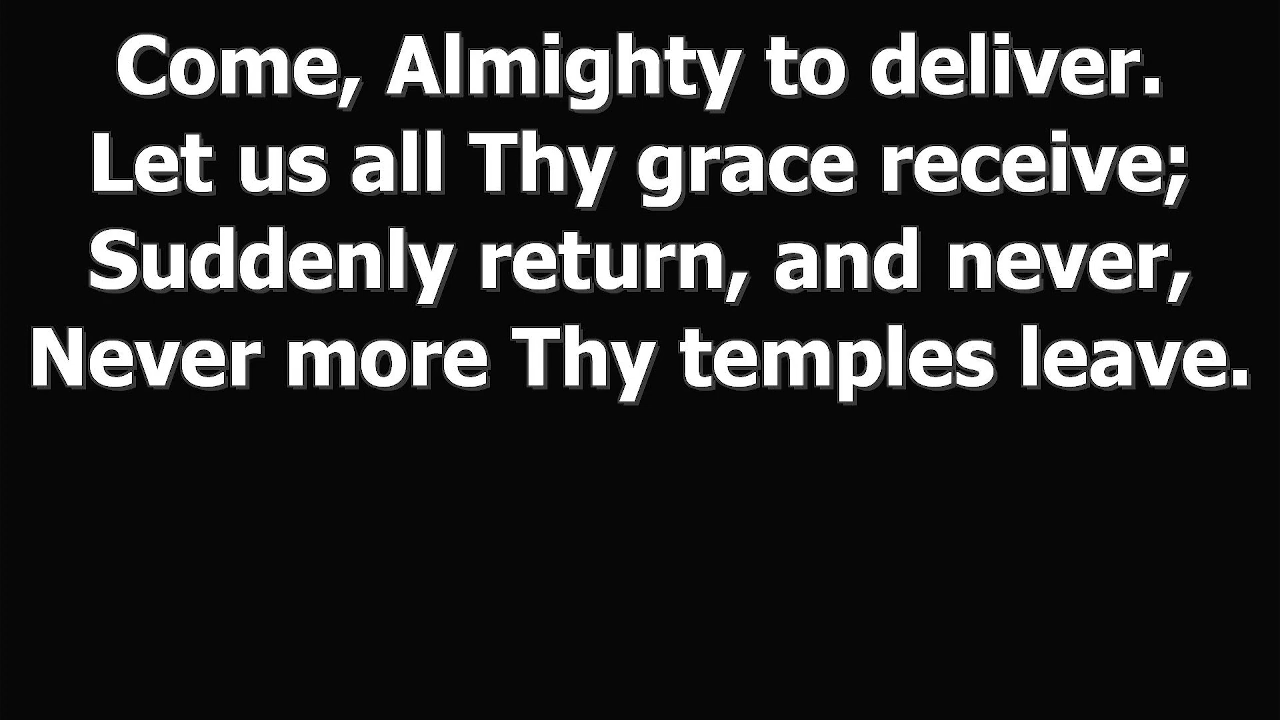 Come, Almighty to deliver.
Let us all Thy grace receive;
Suddenly return, and never,
Never more Thy temples leave.